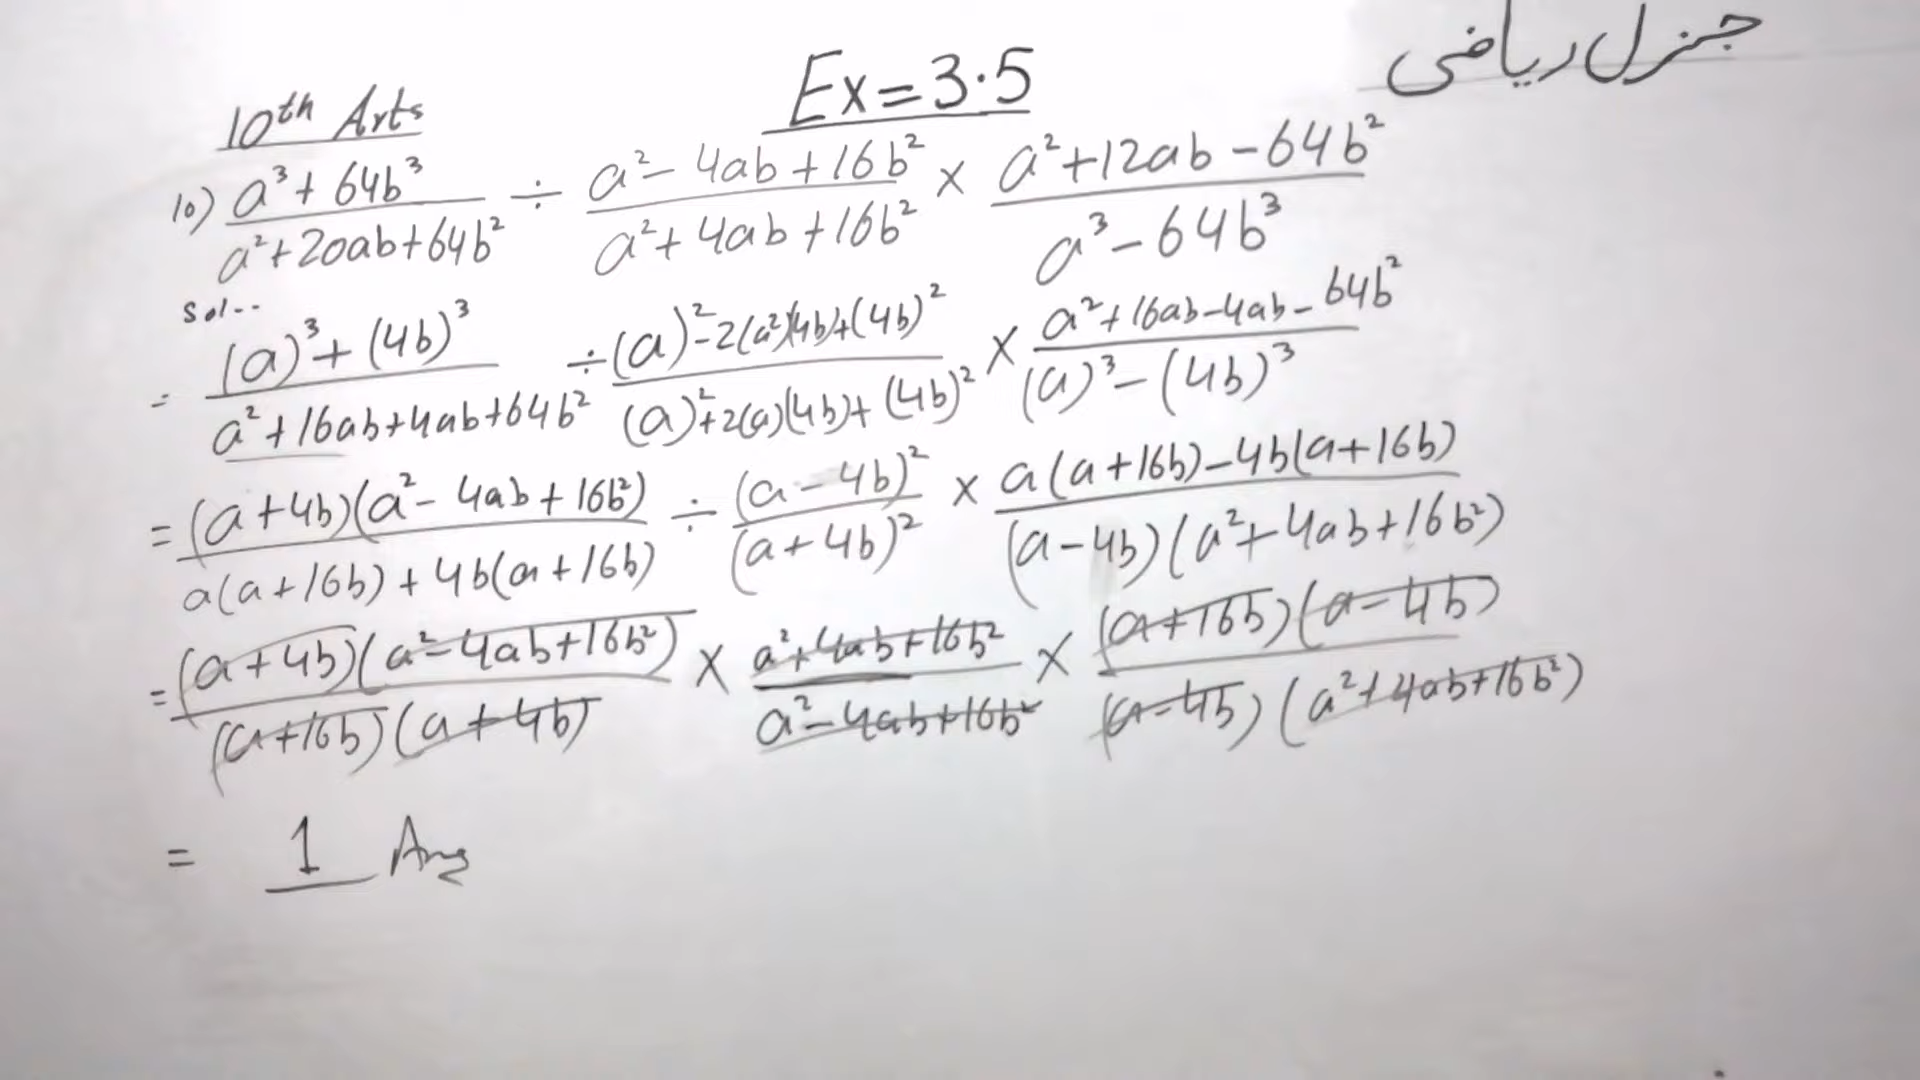 جنرل ریاضی
10th Arts Ex=3.5
10) a³+64b³/a²+20ab+64b² ÷ a²-4ab+16b²/a²+4ab+16b² × a²+12ab-64b²/a³-64b³
Sol..
= (a)³+(4b)³/a²+16ab+4ab+64b² ÷ (a)²-2(a²)(4b)+(4b)²/(a)²+2(a)(4b)+(4b)² × a²+16ab-4ab-64b²/(a)³-(4b)³
= (a+4b)(a²-4ab+16b²)/a(a+16b)+4b(a+16b) ÷ (a-4b)²/(a+4b)² × a(a+16b)-4b(a+16b)/(a-4b)(a²+4ab+16b²)
= (a+4b)(a²-4ab+16b²)/(a+16b)(a+4b) × a²+4ab+16b²/a²-4ab+16b² × (a+16b)(a-4b)/(a-4b)(a²+4ab+16b²)
= 1 Ans